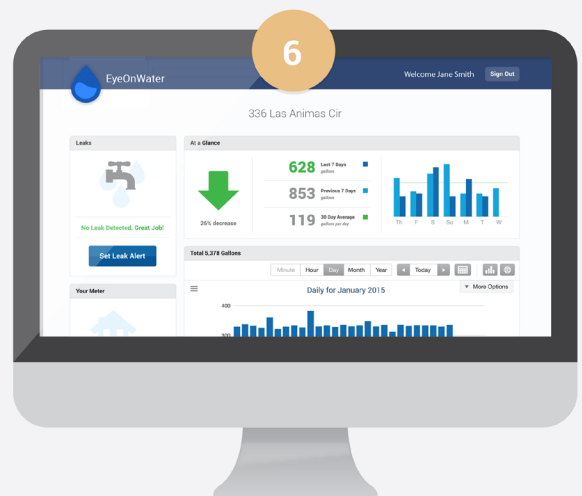 6
EyeOnWater
Welcome Jane Smith
Sign Out
336 Las Animas Cir
Leaks
No Leak Detected. Great Job!
Set Leak Alert
Your Meter
At a Glance
26% decrease
628 Last 7 Days
gallons
853 Previous 7 Days
gallons
119 30 Day Average
gallons per day
Th F S Su M T W
Total 5,378 Gallons
Minute Hour Day Month Year Today
Daily for January 2015
More Options
400
300